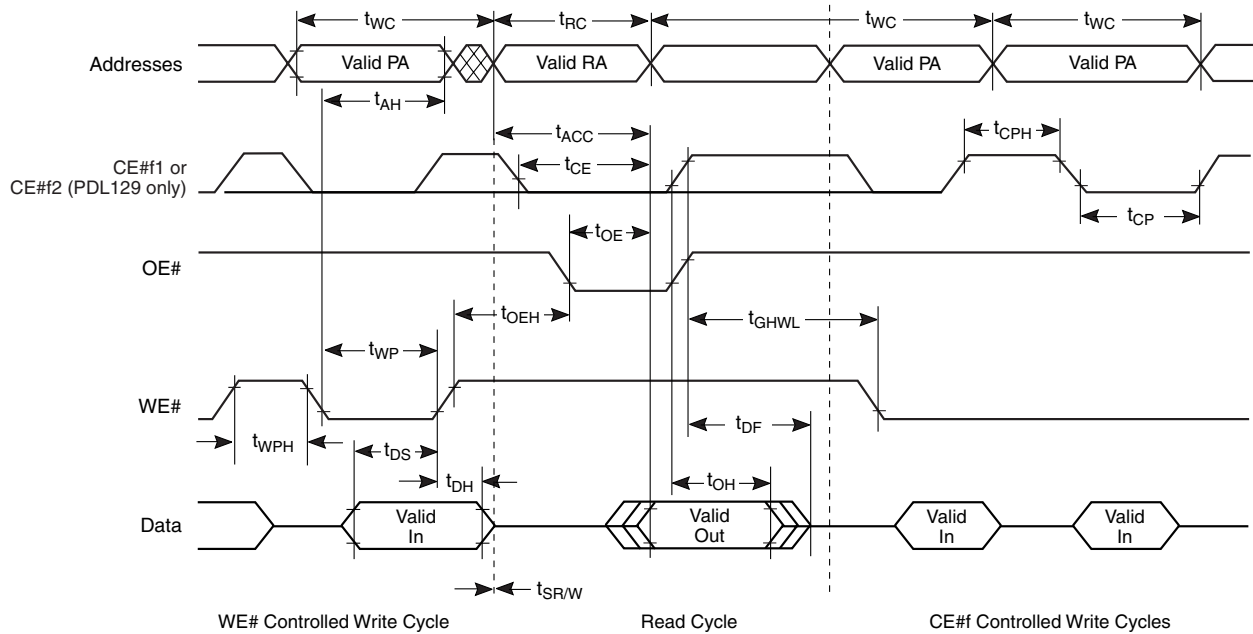 tWC tRC tWC tWC
Addresses Valid PA Valid RA Valid PA Valid PA
tAH
tACC tCPH
CE#f1 or
CE#f2 (PDL129 only)
tCE
tCP
tOE
OE#
tOEH tGHWL
tWP
WE#
tDF
tWPH tDS
tDH tOH
Data Valid In Valid Out Valid In Valid In
tSR/W
WE# Controlled Write Cycle Read Cycle CE#f Controlled Write Cycles